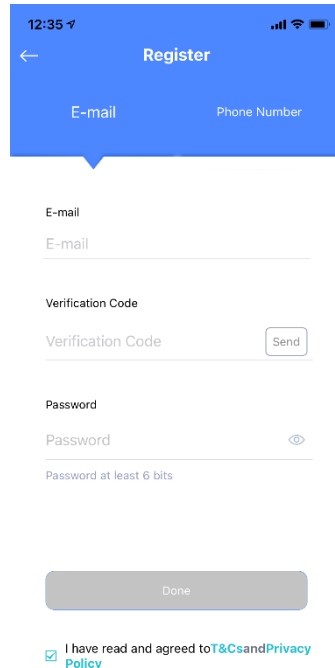 12:35
Register
E-mail Phone Number
E-mail
E-mail
Verification Code
Verification Code Send
Password
Password
Password at least 6 bits
Done
I have read and agreed toT&CsandPrivacy
Policy